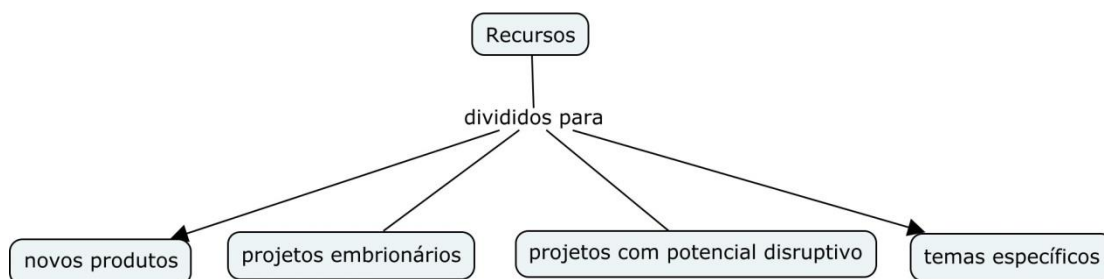 Recursos
divididos para
novos produtos
projetos embrionários
projetos com potencial disruptivo
temas específicos